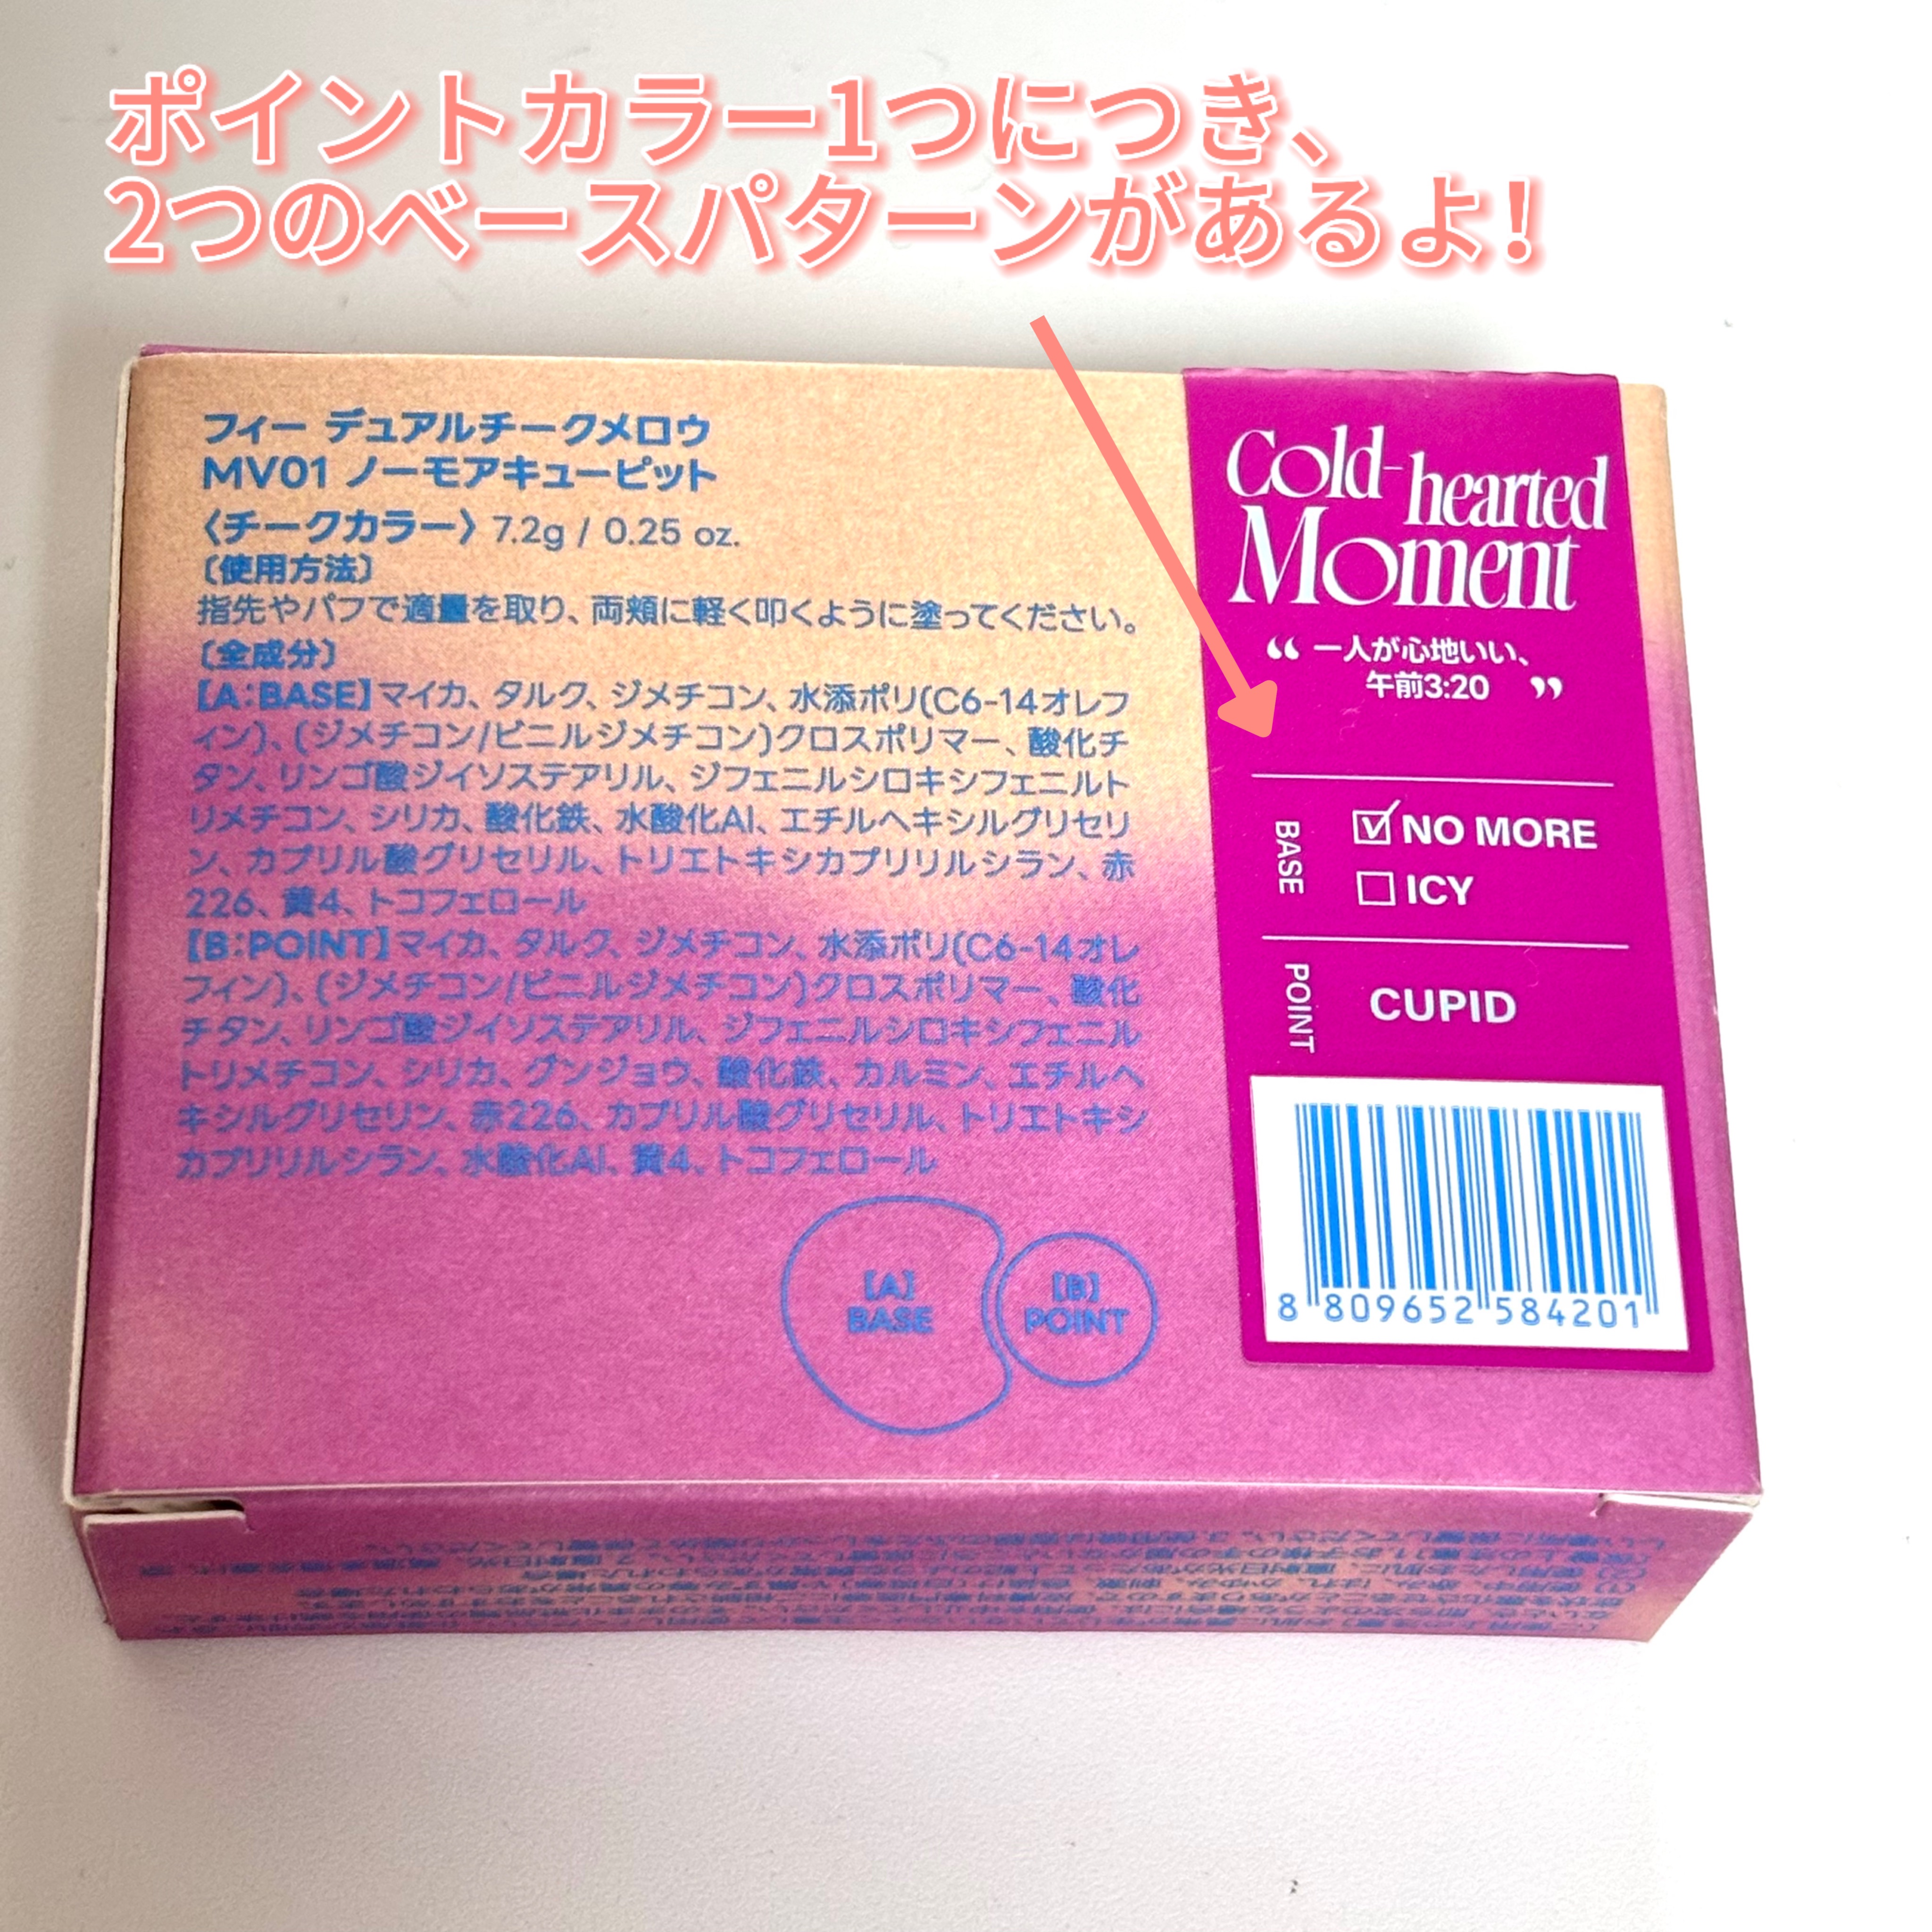 ポイントカラー1つにつき、
2つのベースパターンがあるよ！
フィー デュアルチークメロウ
MV01 ノーモアキューピット
〈チークカラー〉7.2g / 0.25 oz.
〔使用方法〕
指先やパフで適量を取り、両頬に軽く叩くように塗ってください。
〔全成分〕
【A:BASE】マイカ、タルク、ジメチコン、水添ポリ(C6-14オレフ
ィン)、(ジメチコン/ビニルジメチコン)クロスポリマー、酸化チ
タン、リンゴ酸ジイソステアリル、ジフェニルシロキシフェニルト
リメチコン、シリカ、酸化鉄、水酸化Al、エチルヘキシルグリセリ
ン、カプリル酸グリセリル、トリエトキシカプリリルシラン、赤
226、黄4、トコフェロール
【B:POINT】マイカ、タルク、ジメチコン、水添ポリ(C6-14オレ
フィン)、(ジメチコン/ビニルジメチコン)クロスポリマー、酸化
チタン、リンゴ酸ジイソステアリル、ジフェニルシロキシフェニル
トリメチコン、シリカ、グンジョウ、酸化鉄、カルミン、エチルヘ
キシルグリセリン、赤226、カプリル酸グリセリル、トリエトキシ
カプリリルシラン、水酸化Al、黄4、トコフェロール
[A]
BASE
[B]
POINT
Cold-hearted
Moment
“ 一人が心地いい、
午前3:20 ”
BASE
NO MORE
ICY
POINT
CUPID
8 809652 584201